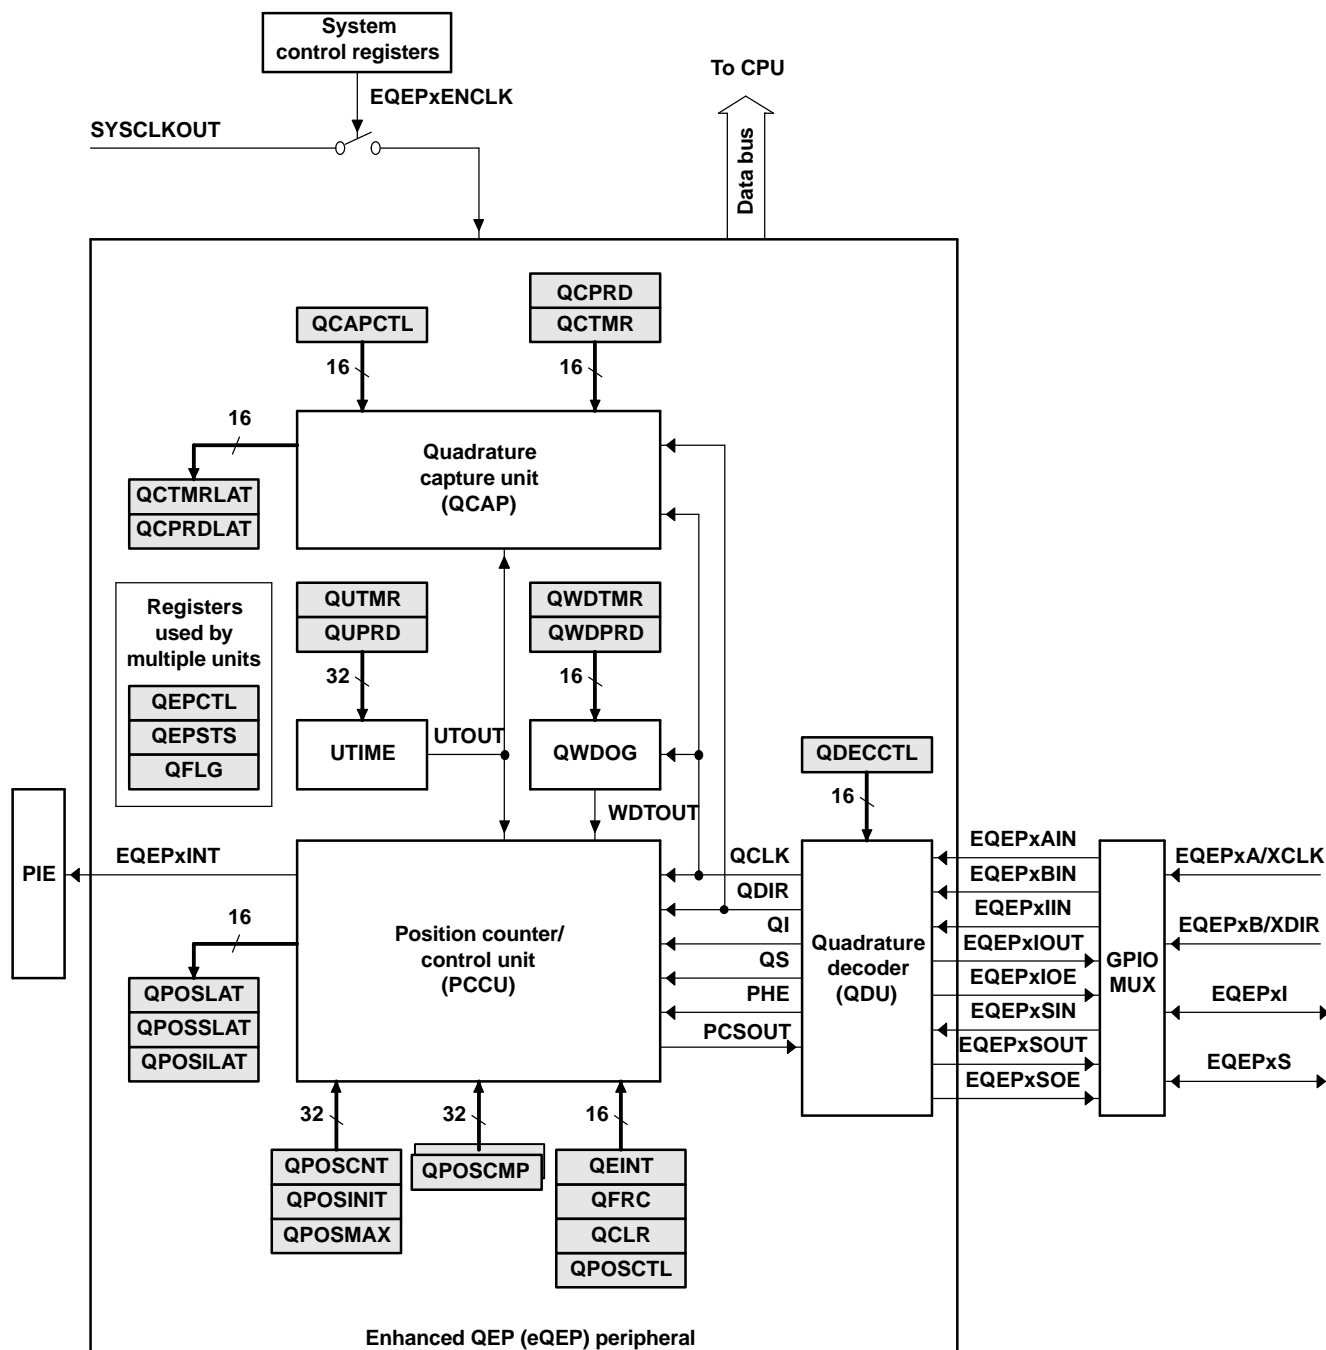 System
control registers
To CPU
EQEPxENCLK
SYSCLKOUT
Data bus
QCPRD
QCAPCTL
QCTMR
16
16
16
Quadrature
capture unit
(QCAP)
QCTMRLAT
QCPRDLAT
Registers
used by
multiple units
QEPCTL
QEPSTS
QFLG
QUTMR
QUPRD
QWDTMR
QWDPRD
32
16
UTIME
UTOUT
QWDOG
QDECCTL
WDTOUT
16
PIE
EQEPxINT
QCLK
QDIR
QI
QS
PHE
PCSOUT
16
Position counter/
control unit
(PCCU)
QPOSLAT
QPOSSLAT
QPOSILAT
Quadrature
decoder
(QDU)
EQEPxAIN
EQEPxBIN
EQEPxIIN
EQEPxIOUT
EQEPxIOE
EQEPxSIN
EQEPxSOUT
EQEPxSOE
GPIO
MUX
EQEPxA/XCLK
EQEPxB/XDIR
EQEPxI
EQEPxS
32
32
16
QPOSCNT
QPOSINIT
QPOSMAX
QPOSCMP
QEINT
QFRC
QCLR
QPOSCTL
Enhanced QEP (eQEP) peripheral